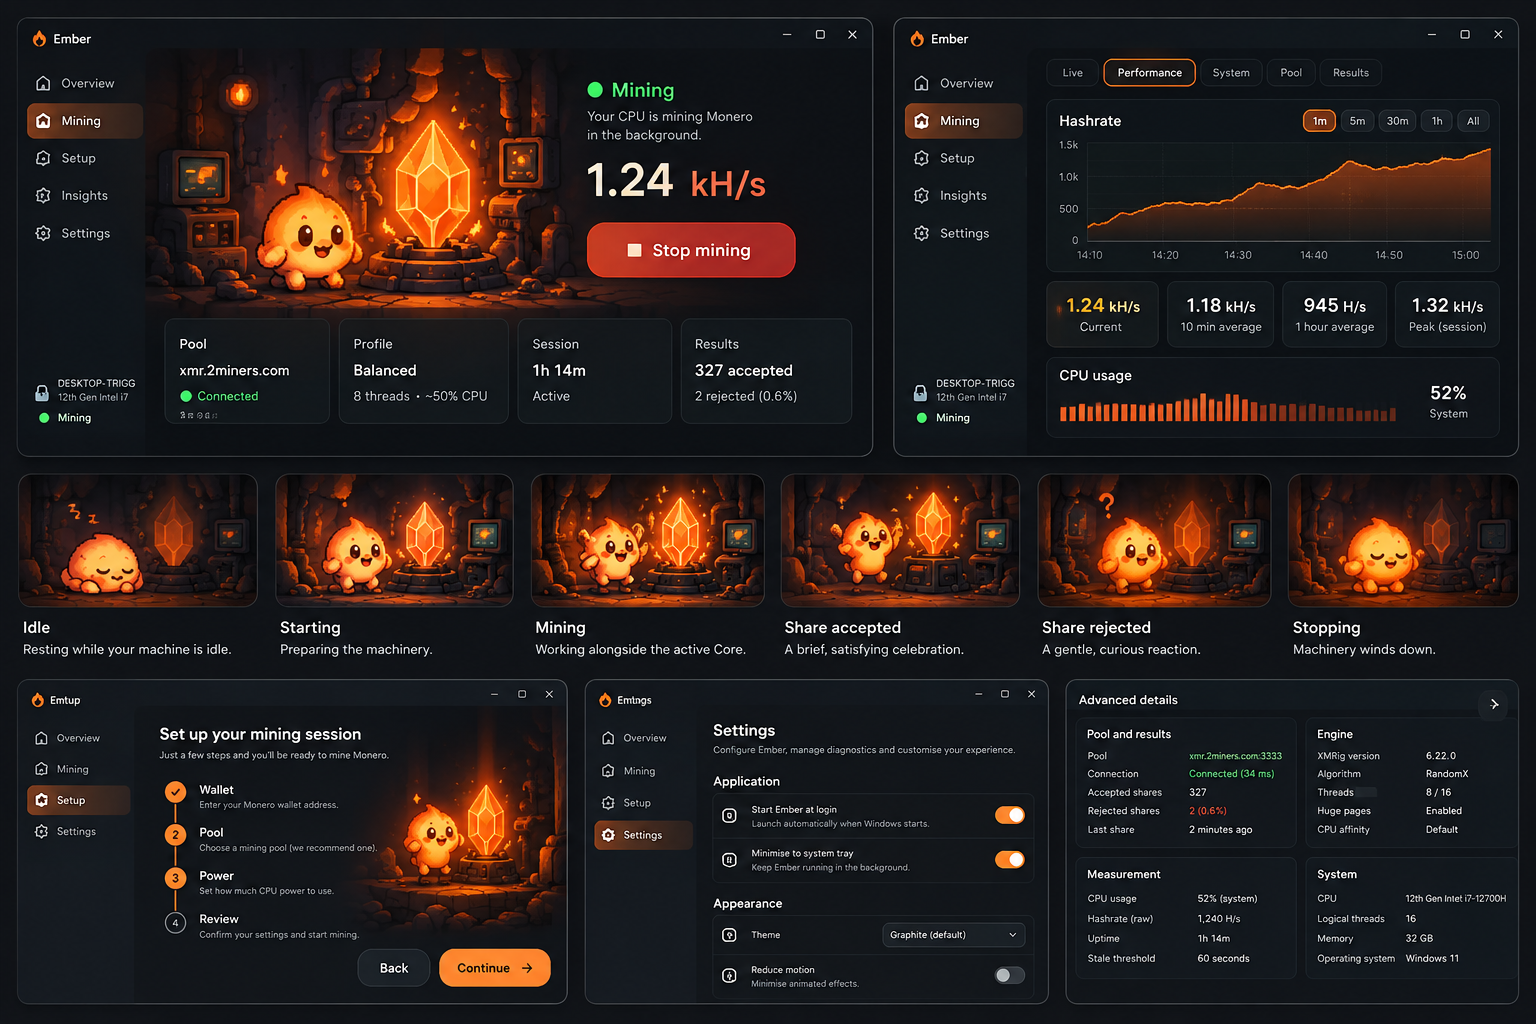 Ember
Overview
Mining
Setup
Insights
Settings
DESKTOP-TRIGG
12th Gen Intel i7
Mining
Mining
Your CPU is mining Monero
in the background.
1.24 kH/s
Stop mining
Pool
xmr.2miners.com
Connected
Profile
Balanced
8 threads • ~50% CPU
Session
1h 14m
Active
Results
327 accepted
2 rejected (0.6%)
Ember
Overview
Mining
Setup
Insights
Settings
DESKTOP-TRIGG
12th Gen Intel i7
Mining
Live
Performance
System
Pool
Results
Hashrate
1m
5m
30m
1h
All
1.5k
1.0k
500
0
14:10
14:20
14:30
14:40
14:50
15:00
1.24 kH/s
Current
1.18 kH/s
10 min average
945 H/s
1 hour average
1.32 kH/s
Peak (session)
CPU usage
52%
System
z z z
?
Idle
Resting while your machine is idle.
Starting
Preparing the machinery.
Mining
Working alongside the active Core.
Share accepted
A brief, satisfying celebration.
Share rejected
A gentle, curious reaction.
Stopping
Machinery winds down.
Emtup
Overview
Mining
Setup
Settings
Set up your mining session
Just a few steps and you'll be ready to mine Monero.
Wallet
Enter your Monero wallet address.
2
Pool
Choose a mining pool (we recommend one).
3
Power
Set how much CPU power to use.
4
Review
Confirm your settings and start mining.
Back
Continue →
Emtngs
Overview
Mining
Setup
Settings
Settings
Configure Ember, manage diagnostics and customise your experience.
Application
Start Ember at login
Launch automatically when Windows starts.
Minimise to system tray
Keep Ember running in the background.
Appearance
Theme
Graphite (default)
Reduce motion
Minimise animated effects.
Advanced details
Pool and results
Pool xmr.2miners.com:3333
Connection Connected (34 ms)
Accepted shares 327
Rejected shares 2 (0.6%)
Last share 2 minutes ago
Engine
XMRig version 6.22.0
Algorithm RandomX
Threads 8 / 16
Huge pages Enabled
CPU affinity Default
Measurement
CPU usage 52% (system)
Hashrate (raw) 1,240 H/s
Uptime 1h 14m
Stale threshold 60 seconds
System
CPU 12th Gen Intel i7-12700H
Logical threads 16
Memory 32 GB
Operating system Windows 11